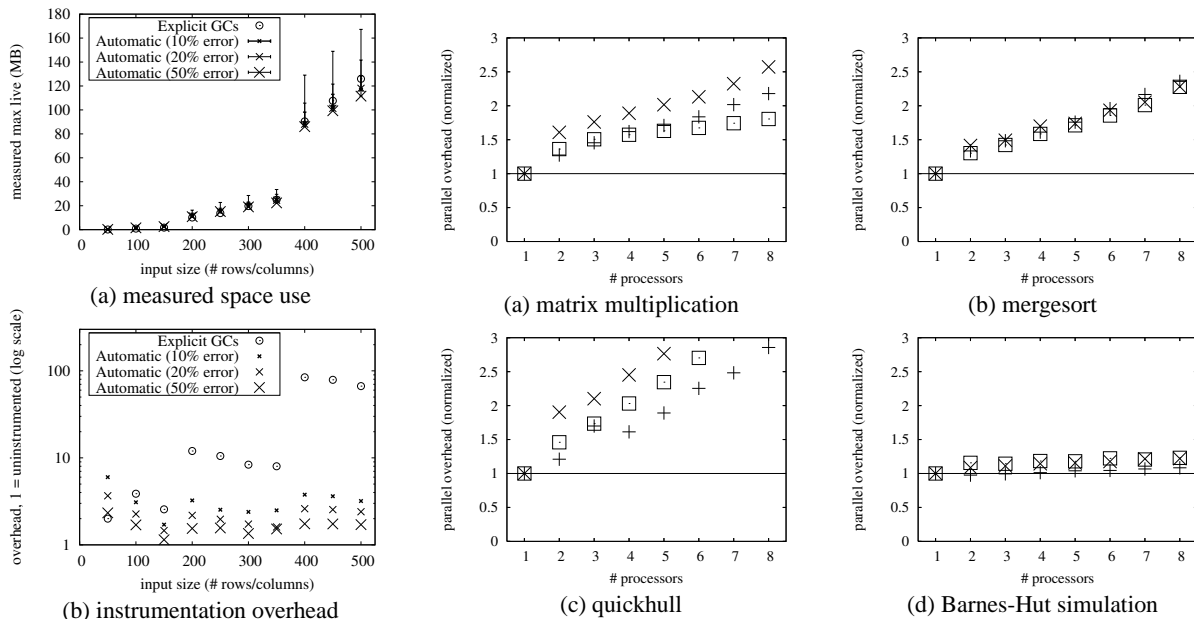 180
160
140
120
100
80
60
40
20
0
measured max live (MB)
Explicit GCs
Automatic (10% error)
Automatic (20% error)
Automatic (50% error)
0 100 200 300 400 500
input size (# rows/columns)
(a) measured space use
100
10
1
overhead, 1 = uninstrumented (log scale)
Explicit GCs
Automatic (10% error)
Automatic (20% error)
Automatic (50% error)
0 100 200 300 400 500
input size (# rows/columns)
(b) instrumentation overhead
3
2.5
2
1.5
1
0.5
0
parallel overhead (normalized)
1 2 3 4 5 6 7 8
# processors
(a) matrix multiplication
3
2.5
2
1.5
1
0.5
0
parallel overhead (normalized)
1 2 3 4 5 6 7 8
# processors
(b) mergesort
3
2.5
2
1.5
1
0.5
0
parallel overhead (normalized)
1 2 3 4 5 6 7 8
# processors
(c) quickhull
3
2.5
2
1.5
1
0.5
0
parallel overhead (normalized)
1 2 3 4 5 6 7 8
# processors
(d) Barnes-Hut simulation